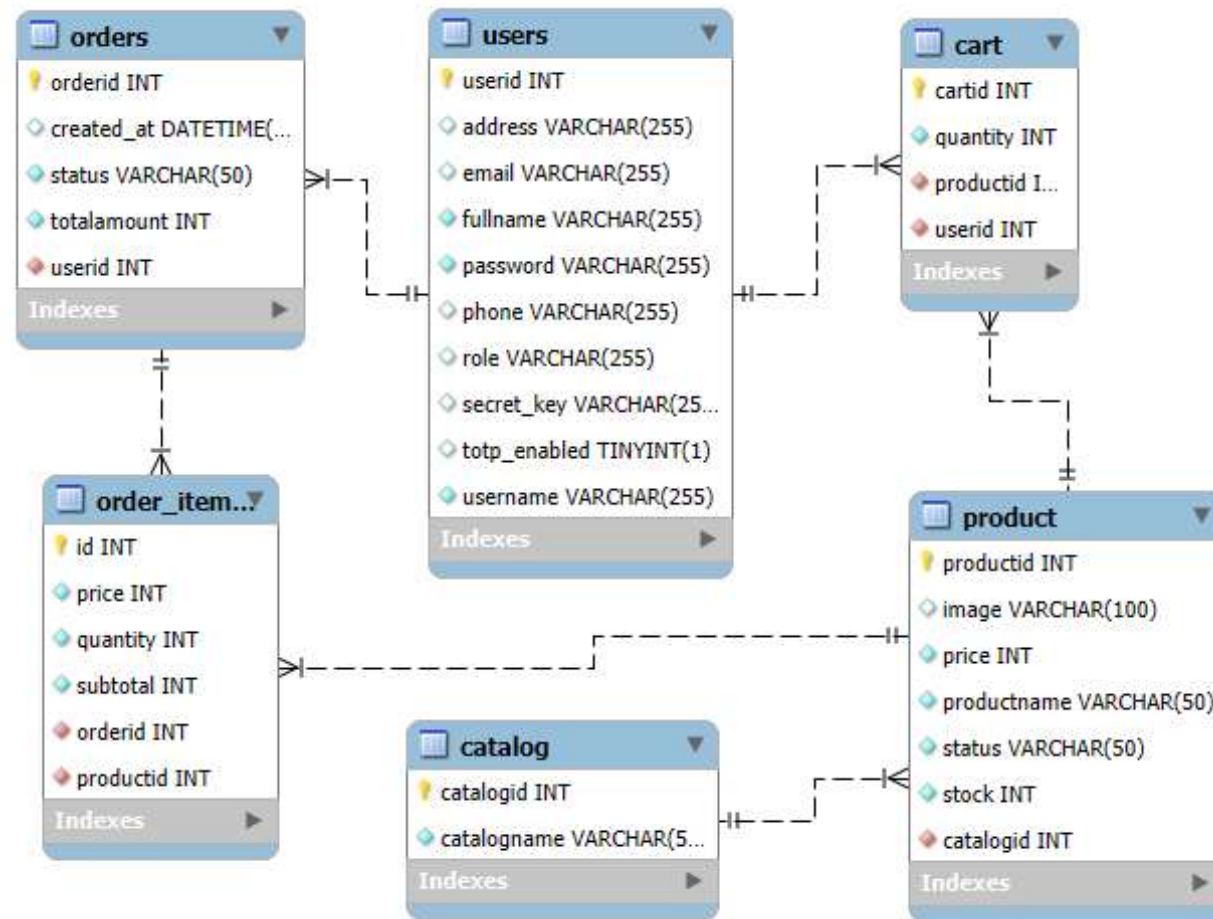 orders
orderid INT
created_at DATETIME(...
status VARCHAR(50)
totalamount INT
userid INT
Indexes
users
userid INT
address VARCHAR(255)
email VARCHAR(255)
fullname VARCHAR(255)
password VARCHAR(255)
phone VARCHAR(255)
role VARCHAR(255)
secret_key VARCHAR(25...
totp_enabled TINYINT(1)
username VARCHAR(255)
Indexes
cart
cartid INT
quantity INT
productid I...
userid INT
Indexes
order_item...
id INT
price INT
quantity INT
subtotal INT
orderid INT
productid INT
Indexes
catalog
catalogid INT
catalogname VARCHAR(5...
Indexes
product
productid INT
image VARCHAR(100)
price INT
productname VARCHAR(50)
status VARCHAR(50)
stock INT
catalogid INT
Indexes